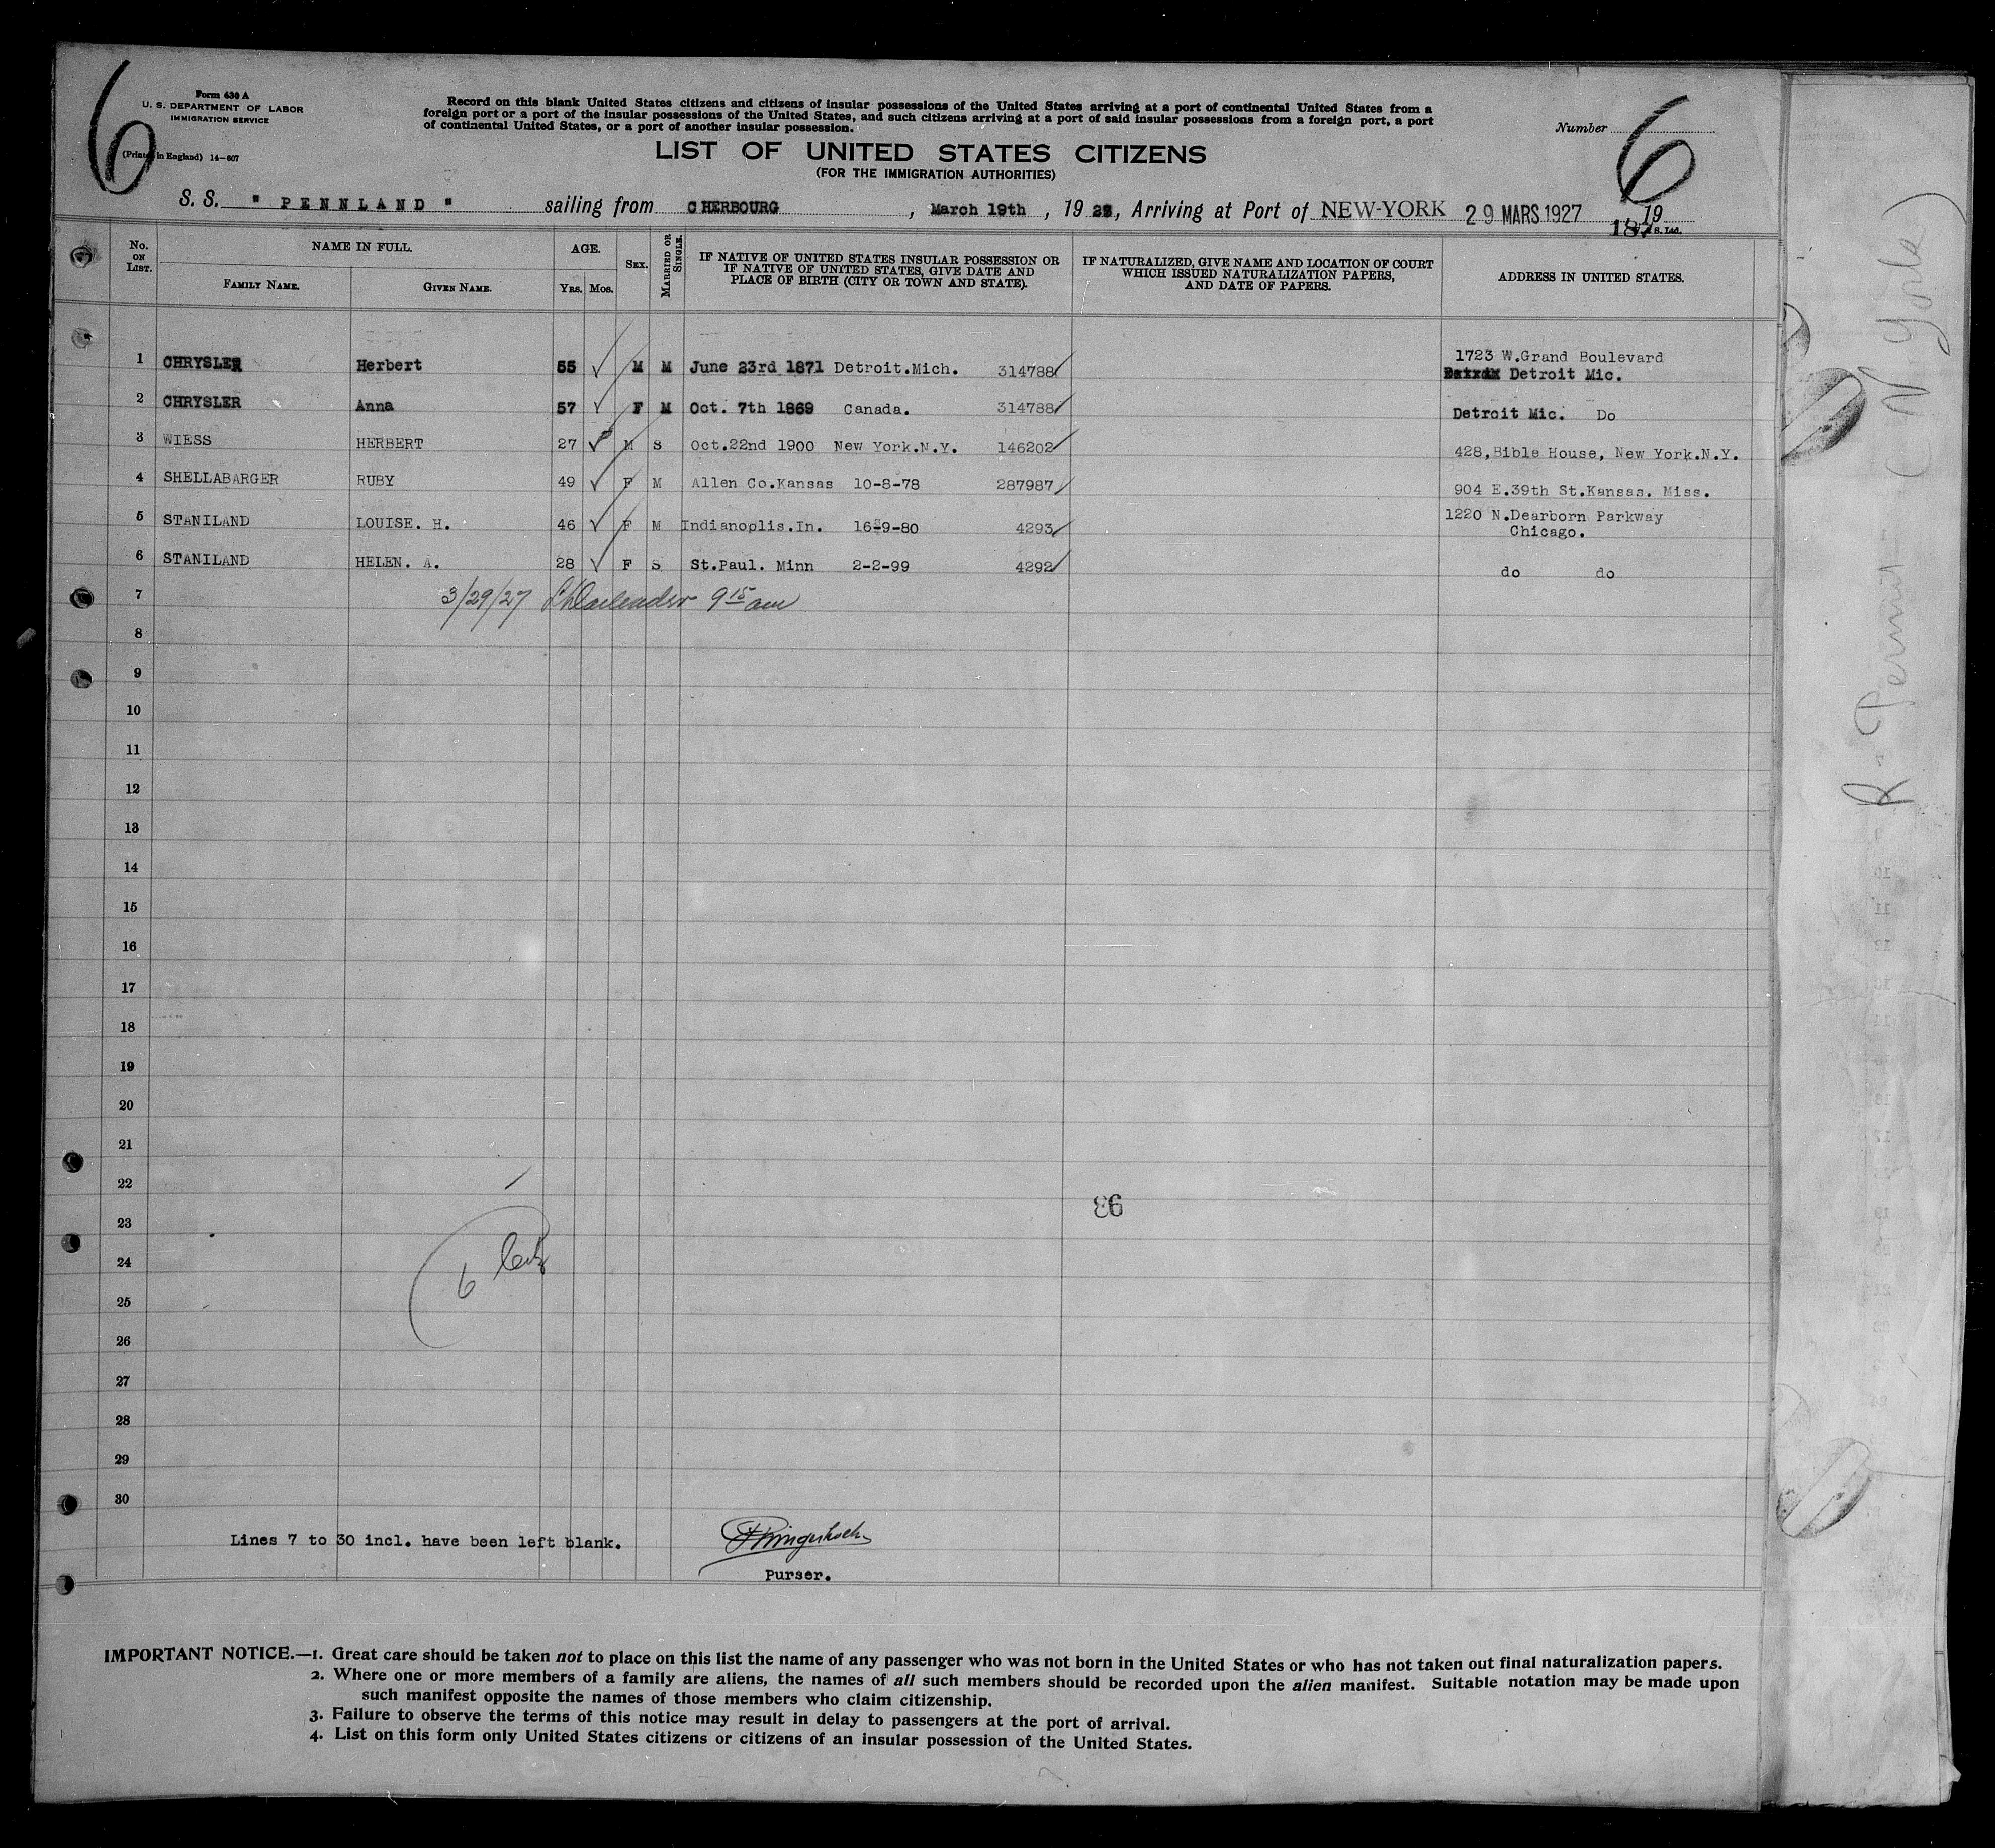 6
Form 630 A
U. S. DEPARTMENT OF LABOR
IMMIGRATION SERVICE
(Printed in England) 14-607
Record on this blank United States citizens and citizens of insular possessions of the United States arriving at a port of continental United States from a
foreign port or a port of the insular possessions of the United States, and such citizens arriving at a port of said insular possessions from a foreign port, a port
of continental United States, or a port of another insular possession.
Number 6
LIST OF UNITED STATES CITIZENS
(FOR THE IMMIGRATION AUTHORITIES)
S. S. " PENNLAND " sailing from CHERBOURG, March 19th, 19 , Arriving at Port of NEW-YORK 29 MARS 1927, 19
187
No. ON LIST. NAME IN FULL. FAMILY NAME. GIVEN NAME. AGE. YRS. MOS. SEX. MARRIED OR SINGLE. IF NATIVE OF UNITED STATES INSULAR POSSESSION OR IF NATIVE OF UNITED STATES, GIVE DATE AND PLACE OF BIRTH (CITY OR TOWN AND STATE). IF NATURALIZED, GIVE NAME AND LOCATION OF COURT WHICH ISSUED NATURALIZATION PAPERS, AND DATE OF PAPERS. ADDRESS IN UNITED STATES.
1 CHRYSLER Herbert 55 M M June 23rd 1871 Detroit.Mich. 314788 1723 W.Grand Boulevard
Detroit Mic.
2 CHRYSLER Anna 57 F M Oct. 7th 1869 Canada. 314788 Detroit Mic. Do
3 WIESS HERBERT 27 M S Oct.22nd 1900 New York.N.Y. 146202 428,Bible House, New York.N.Y.
4 SHELLABARGER RUBY 49 F M Allen Co.Kansas 10-8-78 287987 904 E.39th St.Kansas. Miss.
5 STANILAND LOUISE. H. 46 F M Indianoplis.In. 16-9-80 4293 1220 N.Dearborn Parkway
Chicago.
6 STANILAND HELEN. A. 28 F S St.Paul. Minn 2-2-99 4292 do do
7 3/29/27 9 15 am
8
9
10
11
12
13
14
15
16
17
18
19
20
21
22
23
24
25
26
27
28
29
30
93
6
Lines 7 to 30 incl. have been left blank.
Purser.
IMPORTANT NOTICE.—1. Great care should be taken not to place on this list the name of any passenger who was not born in the United States or who has not taken out final naturalization papers.
2. Where one or more members of a family are aliens, the names of all such members should be recorded upon the alien manifest. Suitable notation may be made upon
such manifest opposite the names of those members who claim citizenship.
3. Failure to observe the terms of this notice may result in delay to passengers at the port of arrival.
4. List on this form only United States citizens or citizens of an insular possession of the United States.
R. Permit - (N York)